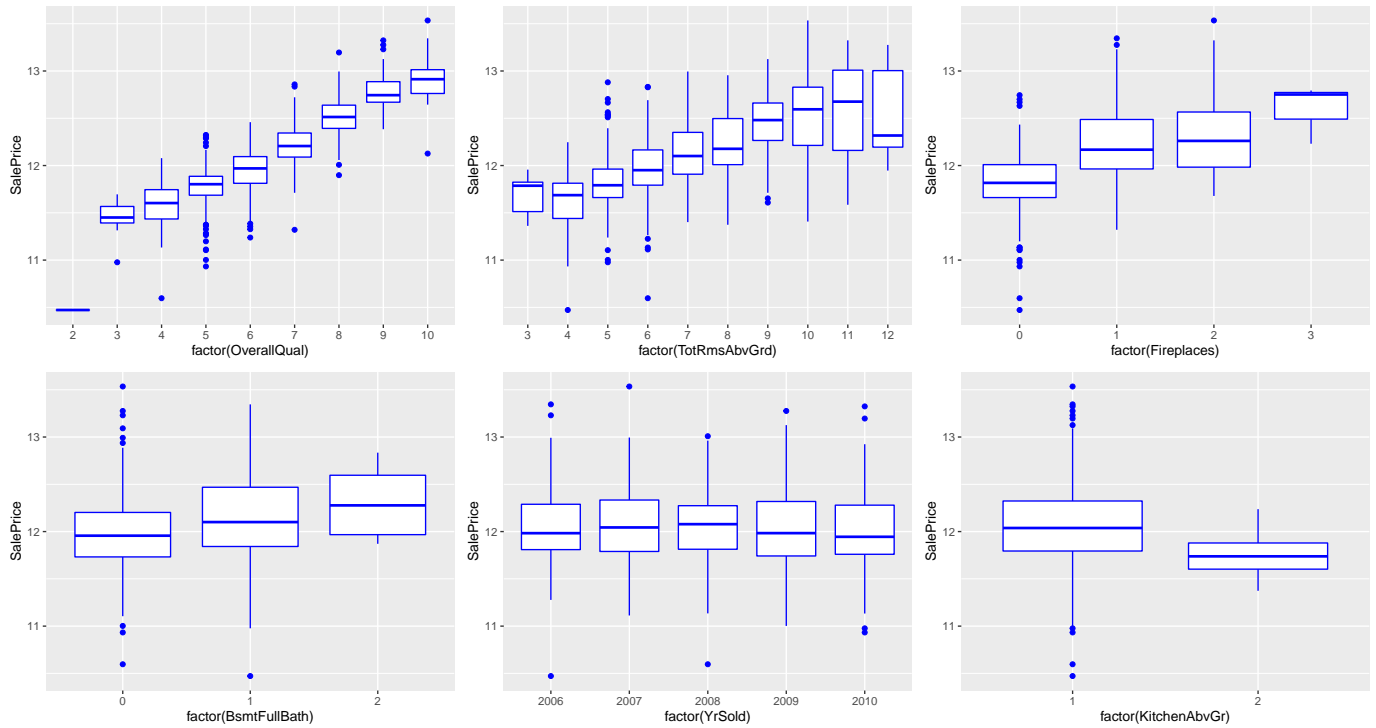 SalePrice
13
12
11
2 3 4 5 6 7 8 9 10
factor(OverallQual)
SalePrice
13
12
11
3 4 5 6 7 8 9 10 11 12
factor(TotRmsAbvGrd)
SalePrice
13
12
11
0 1 2 3
factor(Fireplaces)
SalePrice
13
12
11
0 1 2
factor(BsmtFullBath)
SalePrice
13
12
11
2006 2007 2008 2009 2010
factor(YrSold)
SalePrice
13
12
11
1 2
factor(KitchenAbvGr)